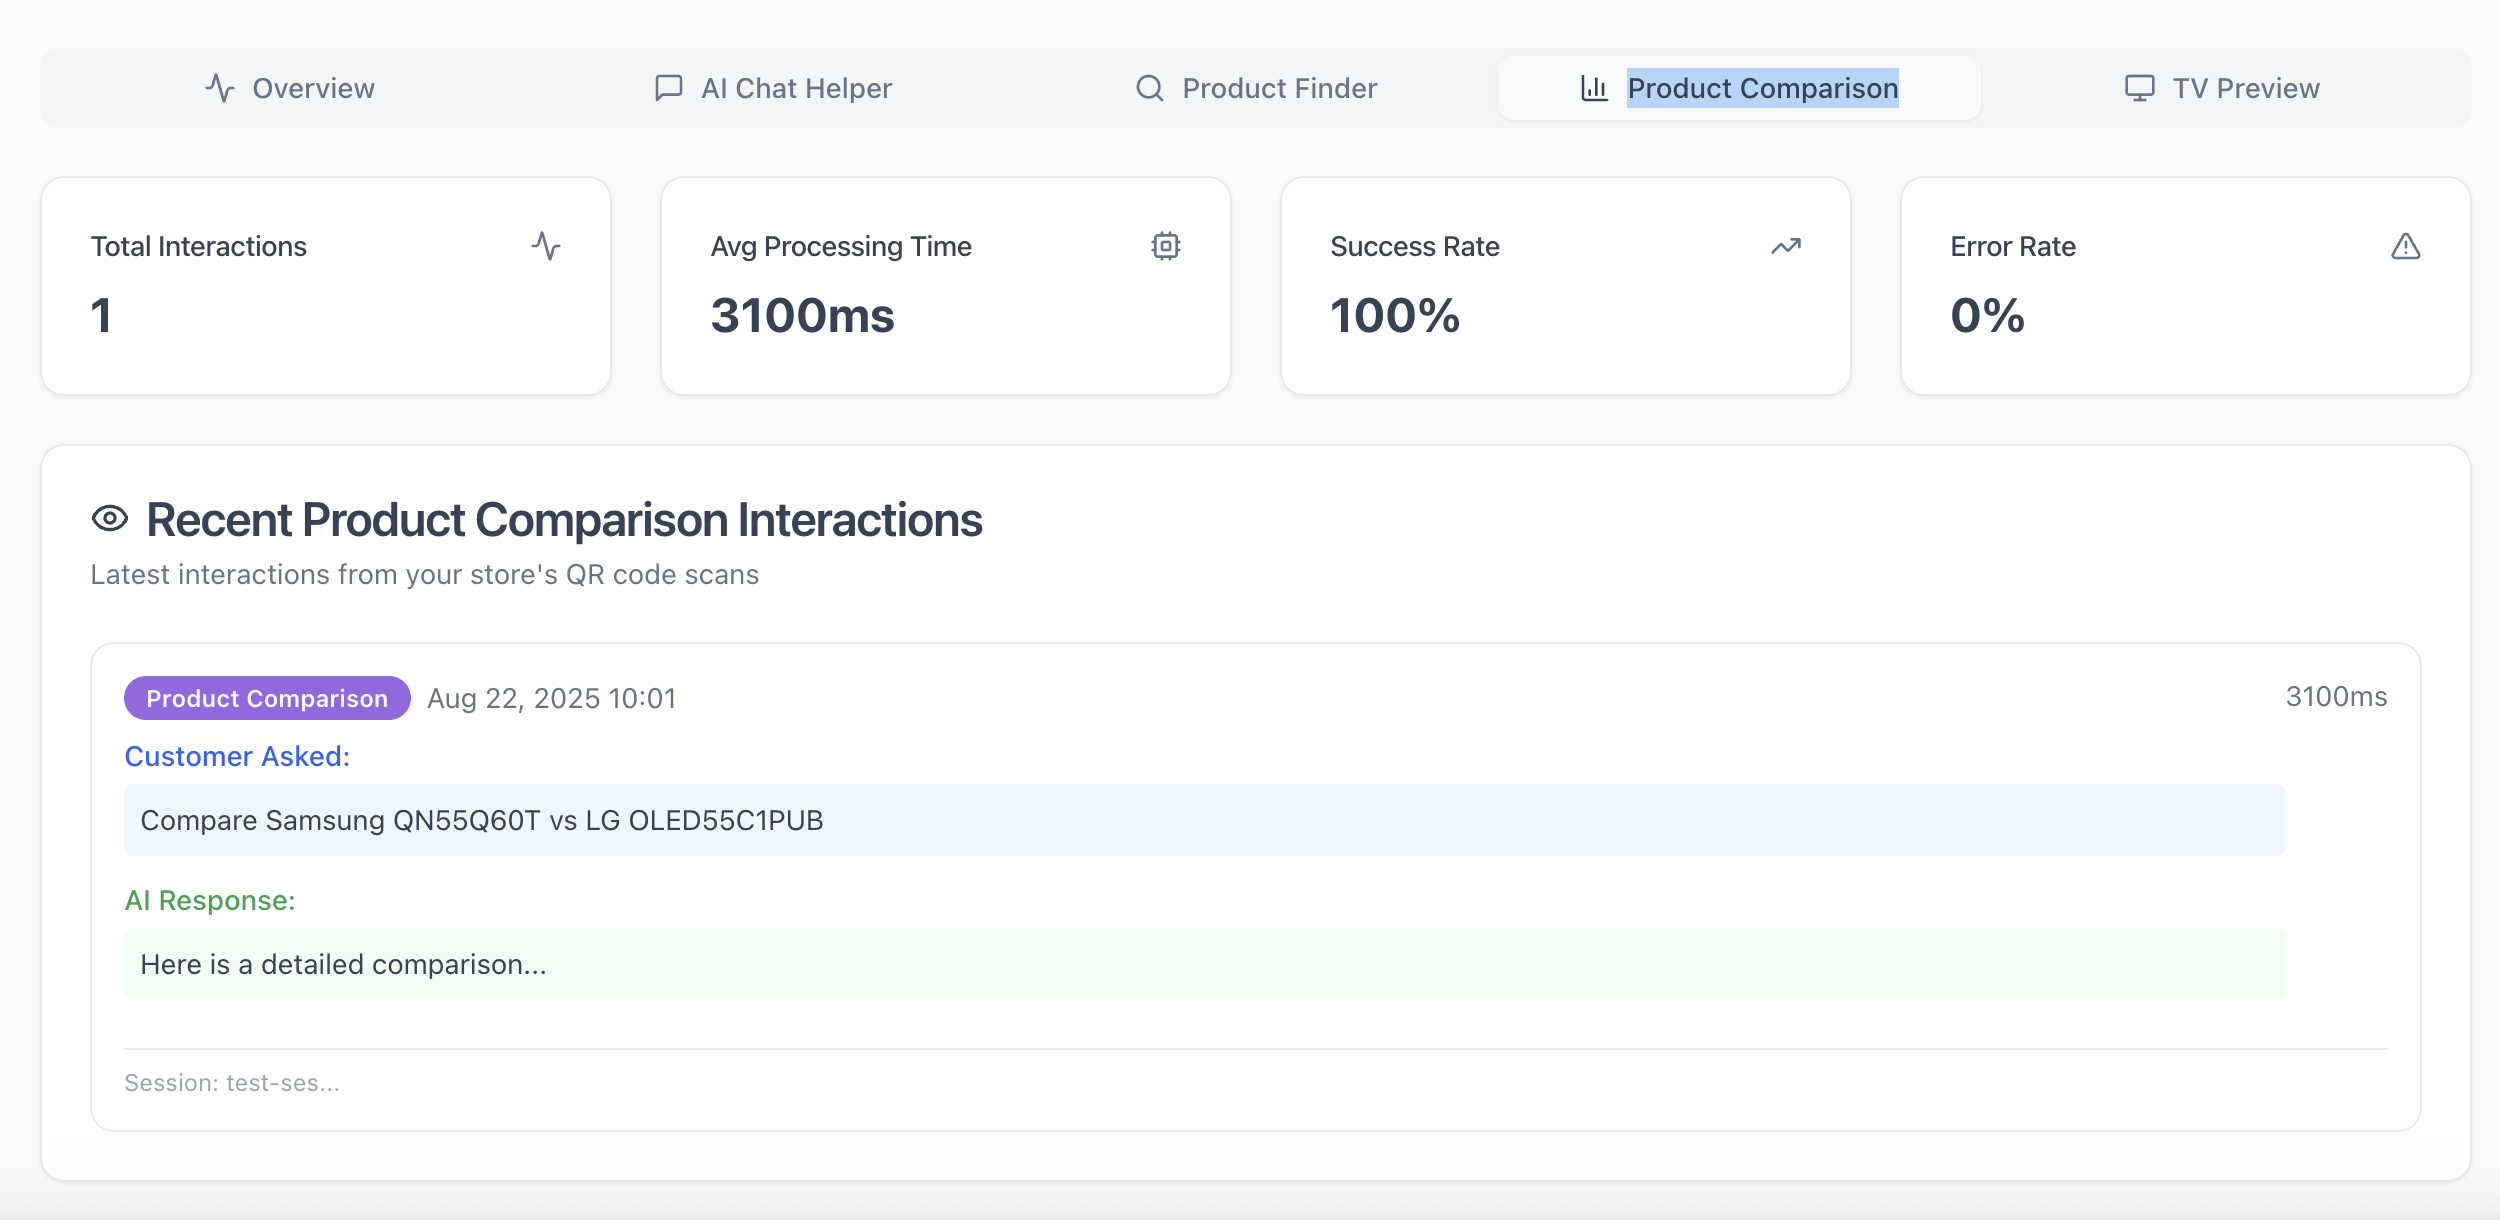 Overview
AI Chat Helper
Product Finder
Product Comparison
TV Preview
Total Interactions
1
Avg Processing Time
3100ms
Success Rate
100%
Error Rate
0%
Recent Product Comparison Interactions
Latest interactions from your store's QR code scans
Product Comparison Aug 22, 2025 10:01
3100ms
Customer Asked:
Compare Samsung QN55Q60T vs LG OLED55C1PUB
AI Response:
Here is a detailed comparison...
Session: test-ses...